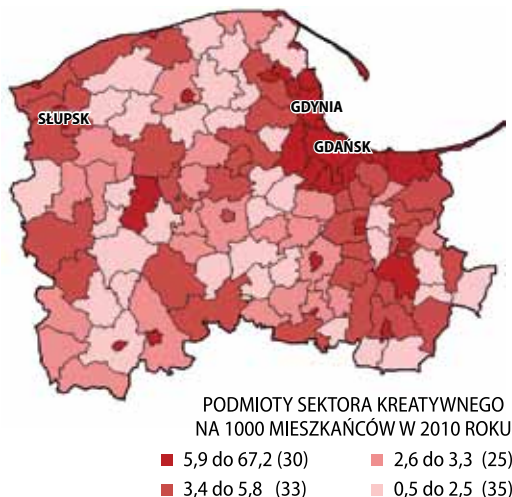 GDYNIA
SŁUPSK
GDAŃSK
PODMIOTY SEKTORA KREATYWNEGO
NA 1000 MIESZKAŃCÓW W 2010 ROKU
5,9 do 67,2 (30) 2,6 do 3,3 (25)
3,4 do 5,8 (33) 0,5 do 2,5 (35)